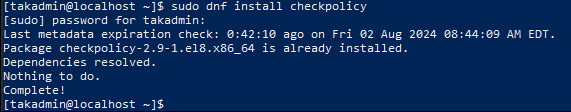 [takadmin@localhost ~]$ sudo dnf install checkpolicy
[sudo] password for takadmin:
Last metadata expiration check: 0:42:10 ago on Fri 02 Aug 2024 08:44:09 AM EDT.
Package checkpolicy-2.9-1.el8.x86_64 is already installed.
Dependencies resolved.
Nothing to do.
Complete!
[takadmin@localhost ~]$